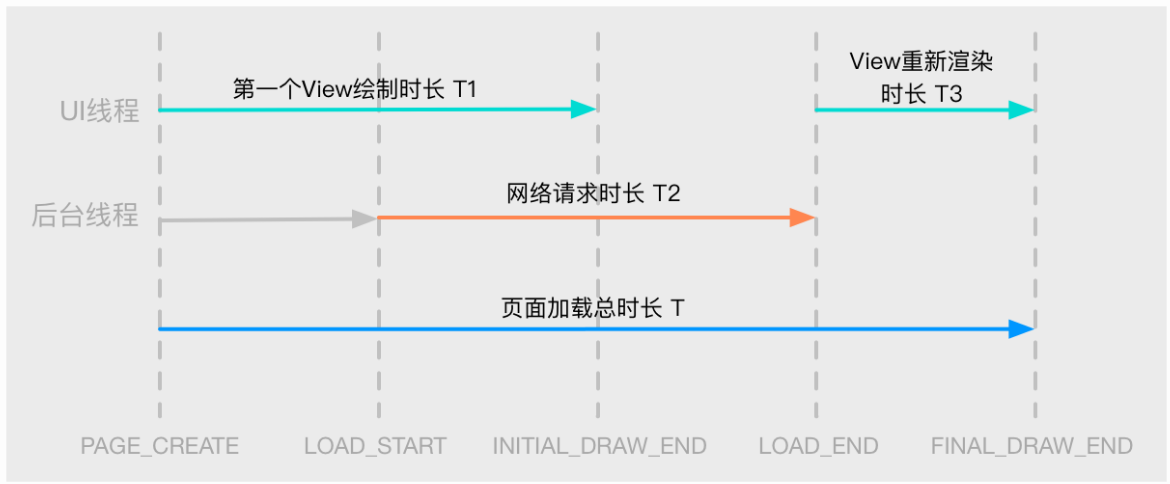 第一个View绘制时长 T1
View重新渲染
时长 T3
UI线程
网络请求时长 T2
后台线程
页面加载总时长 T
PAGE_CREATE
LOAD_START
INITIAL_DRAW_END
LOAD_END
FINAL_DRAW_END